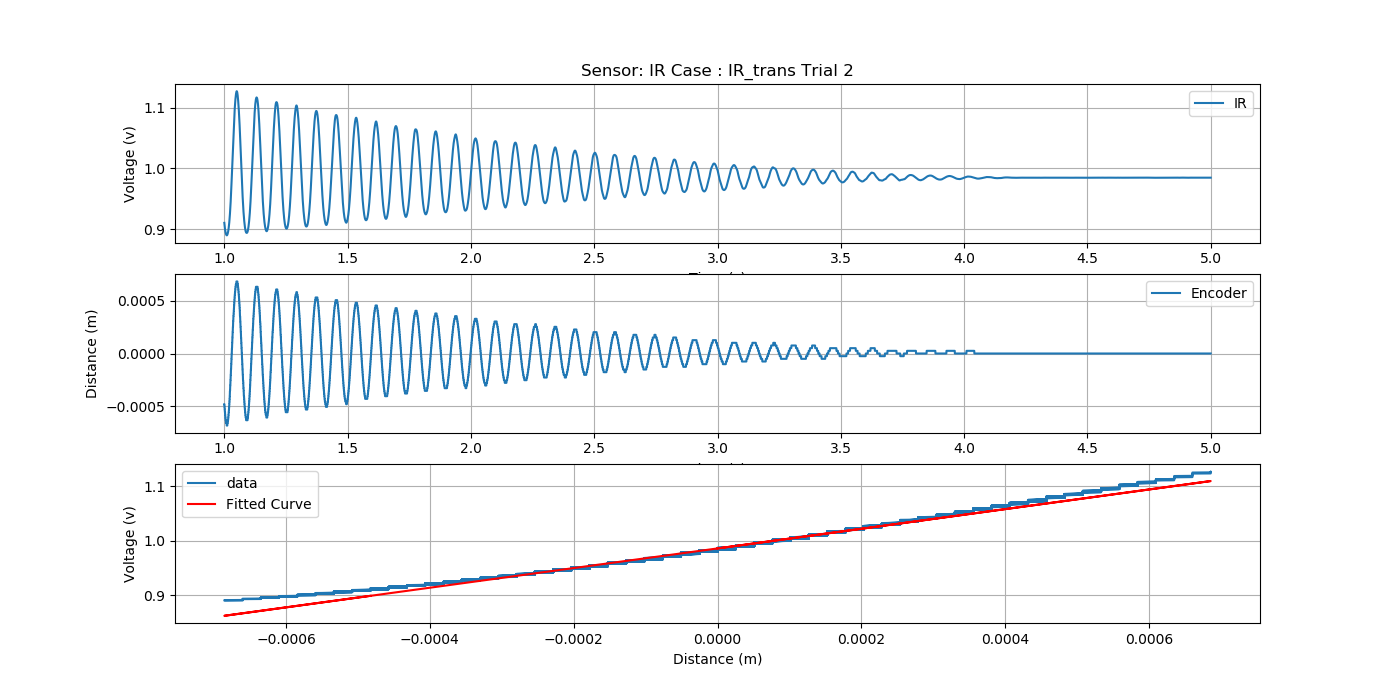 Sensor: IR Case : IR_trans Trial 2
Voltage (v)
1.1
1.0
0.9
IR
1.0 1.5 2.0 2.5 3.0 3.5 4.0 4.5 5.0
Distance (m)
0.0005
0.0000
−0.0005
Encoder
1.0 1.5 2.0 2.5 3.0 3.5 4.0 4.5 5.0
Voltage (v)
1.1
1.0
0.9
data
Fitted Curve
−0.0006 −0.0004 −0.0002 0.0000 0.0002 0.0004 0.0006
Distance (m)